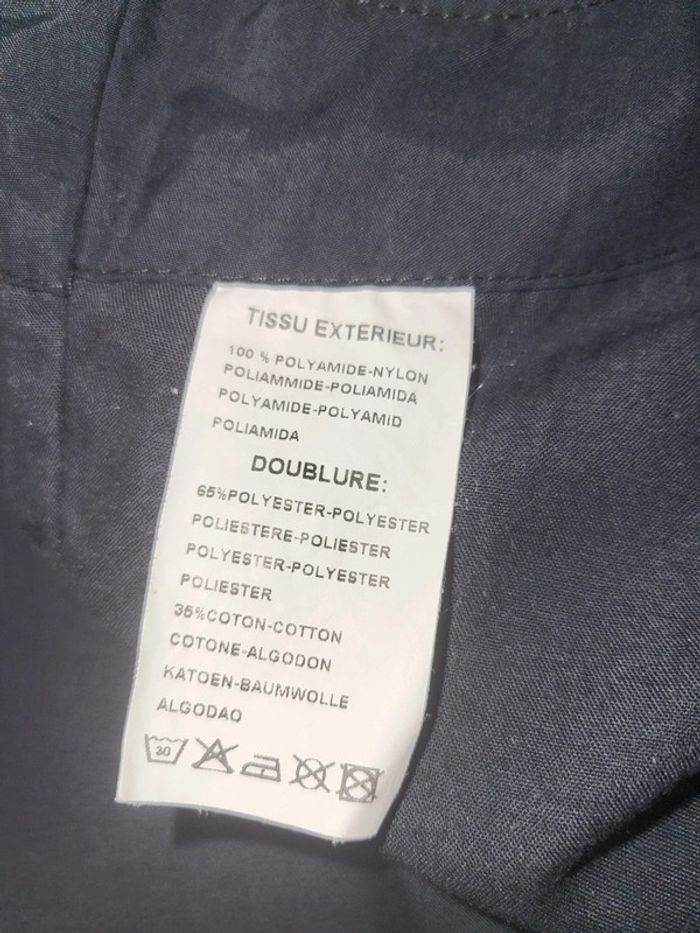 TISSU EXTERIEUR:
100 % POLYAMIDE-NYLON
POLIAMMIDE-POLIAMIDA
POLYAMIDE-POLYAMID
POLIAMIDA
DOUBLURE:
65%POLYESTER-POLYESTER
POLIESTERE-POLIESTER
POLYESTER-POLYESTER
POLIESTER
35%COTON-COTTON
COTONE-ALGODON
KATOEN-BAUMWOLLE
ALGODAO
30